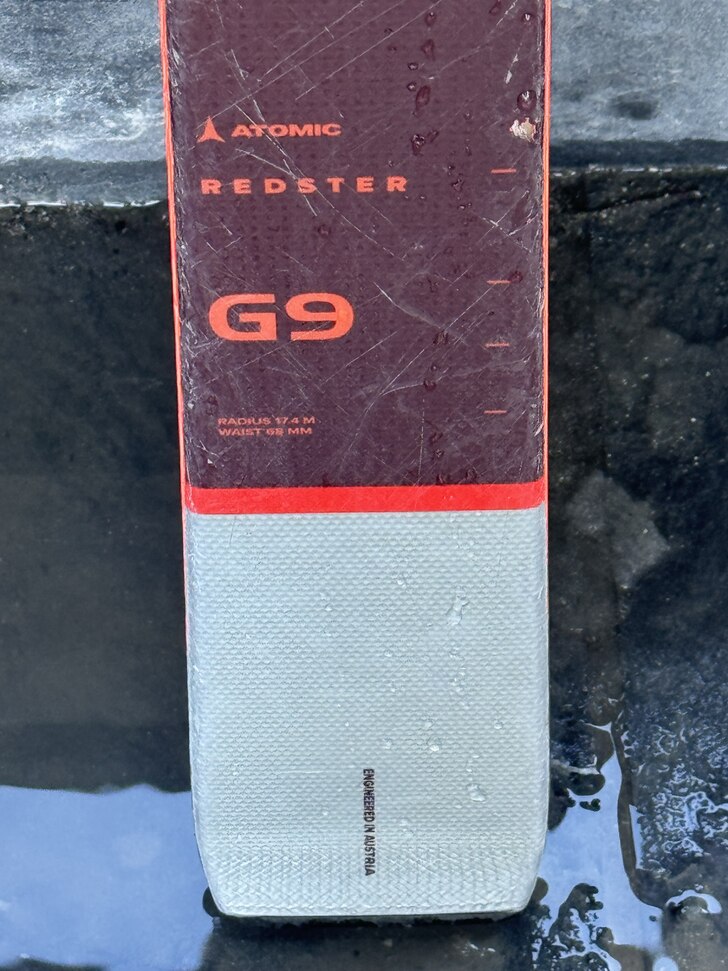 ATOMIC
REDSTER
G9
RADIUS 17.4 M
WAIST 68 MM
ENGINEERED IN AUSTRIA